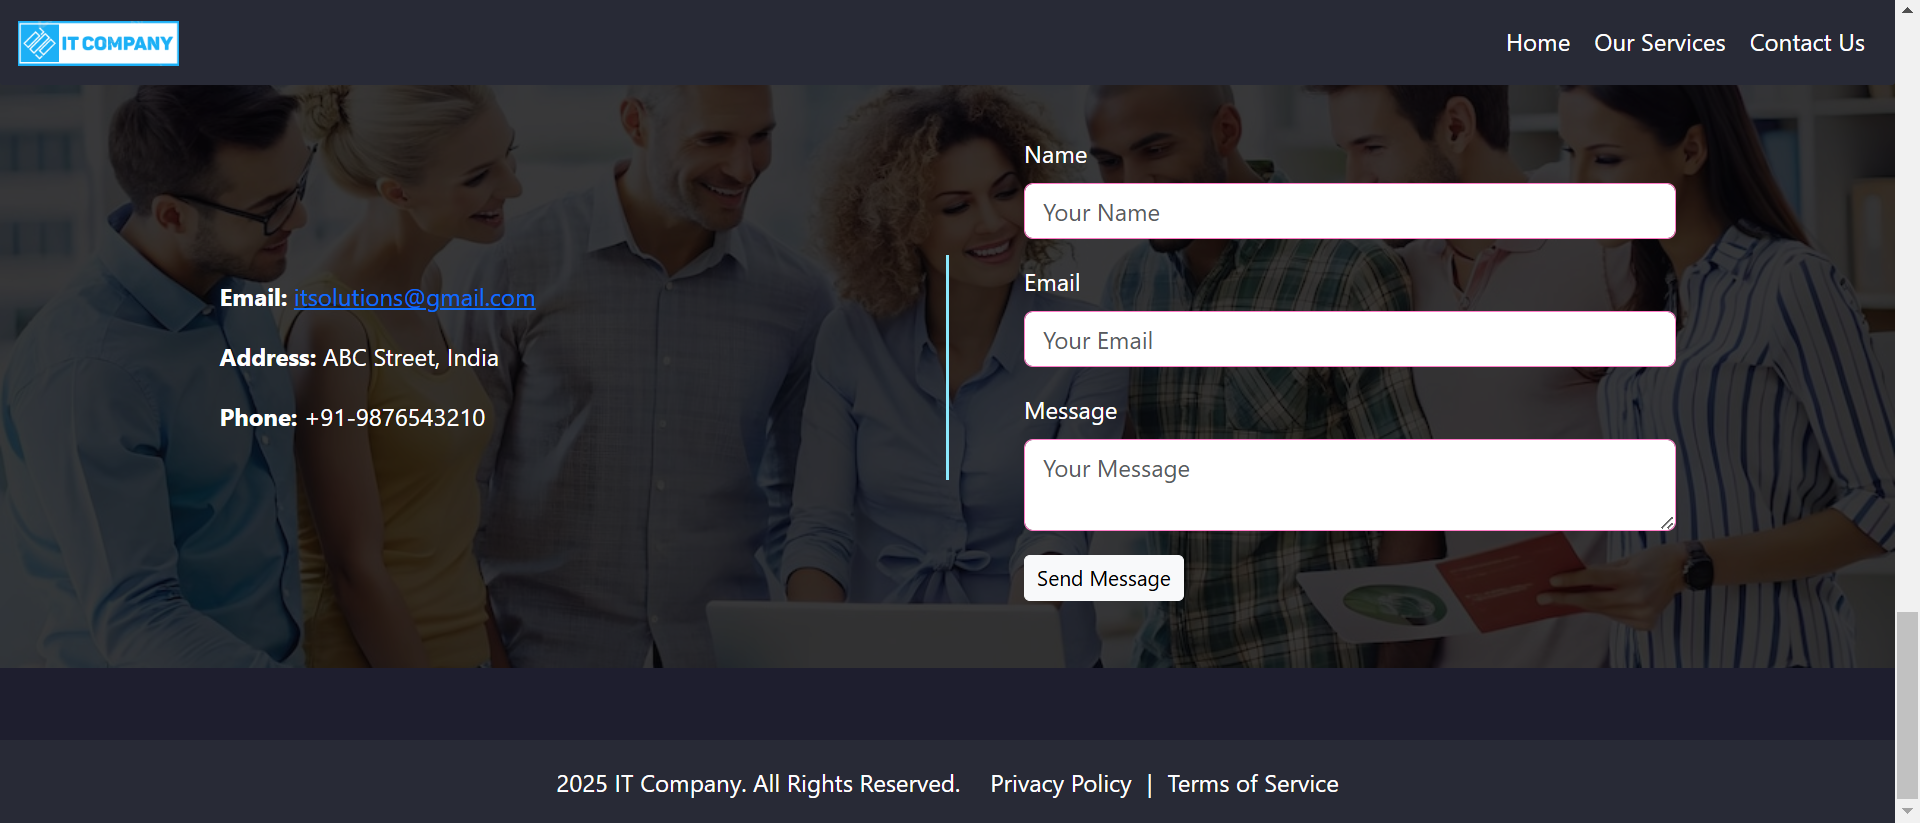 IT COMPANY
Home Our Services Contact Us
Email: itsolutions@gmail.com
Address: ABC Street, India
Phone: +91-9876543210
Name
Your Name
Email
Your Email
Message
Your Message
Send Message
2025 IT Company. All Rights Reserved. Privacy Policy | Terms of Service